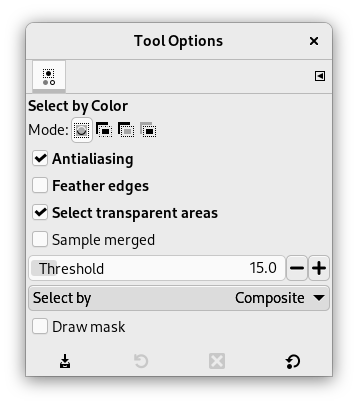 Tool Options
Select by Color
Mode:
Antialiasing
Feather edges
Select transparent areas
Sample merged
Threshold 15.0
Select by Composite
Draw mask